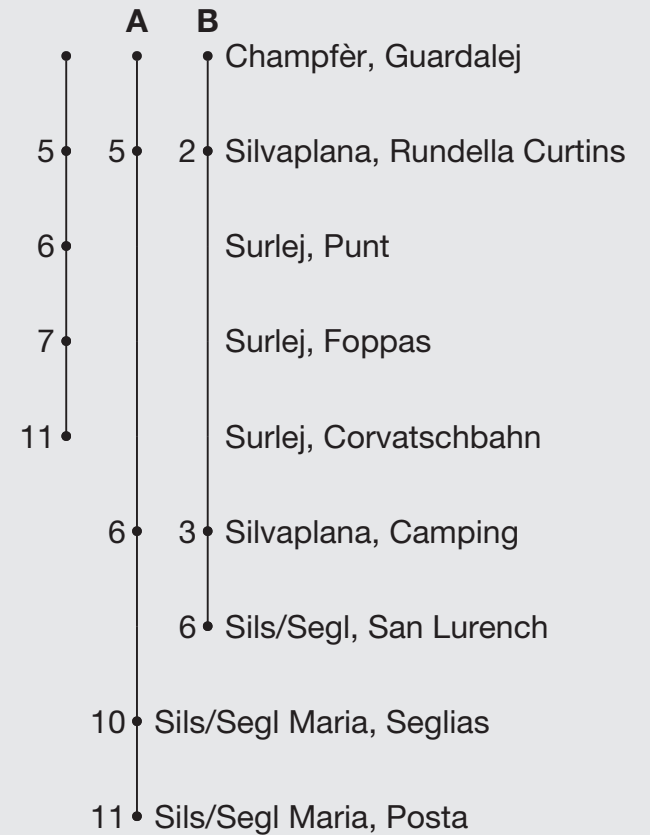 A B
Champfèr, Guardalej
5 5 2 Silvaplana, Rundella Curtins
6 Surlej, Punt
7 Surlej, Foppas
11 Surlej, Corvatschbahn
6 3 Silvaplana, Camping
6 Sils/Segl, San Lurench
10 Sils/Segl Maria, Seglias
11 Sils/Segl Maria, Posta